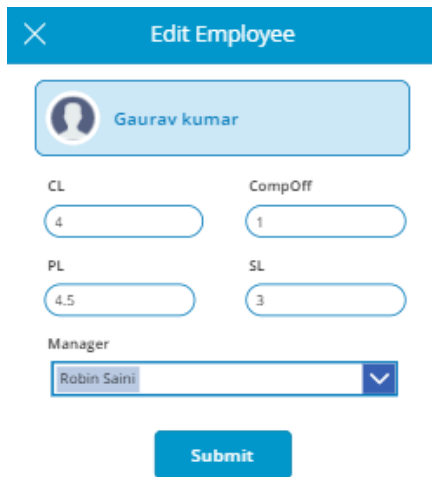 Edit Employee
Gaurav kumar
CL CompOff
4 1
PL SL
4.5 3
Manager
Robin Saini
Submit